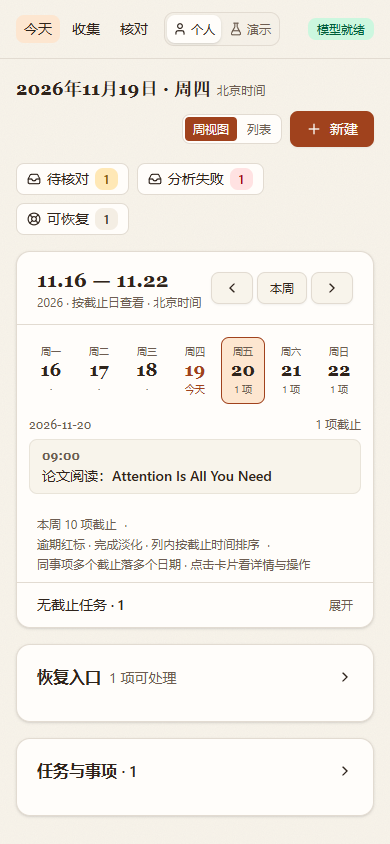 今天 收集 核对 个人 演示 模型就绪
2026年11月19日 · 周四 北京时间
周视图 列表 新建
待核对 1 分析失败 1
可恢复 1
11.16 — 11.22 本周
2026 · 按截止日查看 · 北京时间
周一 周二 周三 周四 周五 周六 周日
16 17 18 19 20 21 22
· · · 今天 1 项 1 项 1 项
2026-11-20 1 项截止
09:00
论文阅读：Attention Is All You Need
本周 10 项截止 ·
逾期红标 · 完成淡化 · 列内按截止时间排序 ·
同事项多个截止落多个日期 · 点击卡片看详情与操作
无截止任务 · 1 展开
恢复入口 1 项可处理
任务与事项 · 1